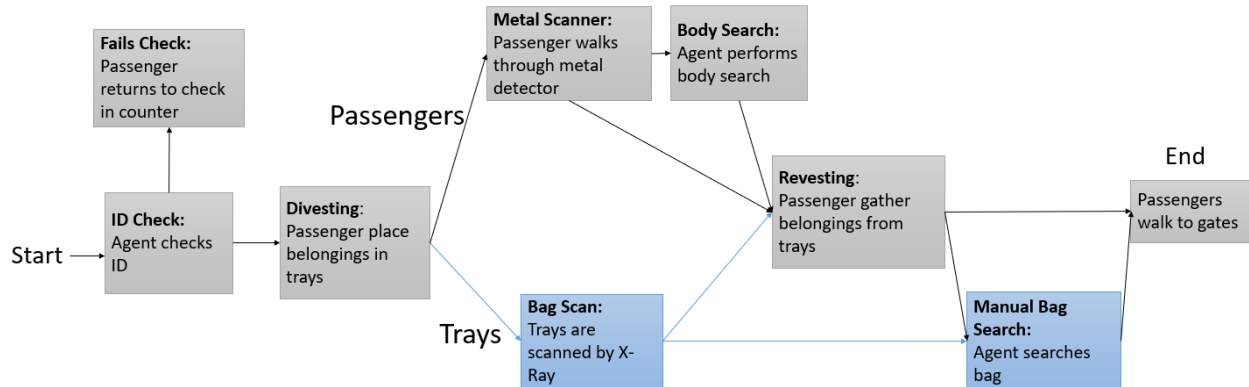 Fails Check:
Passenger
returns to check
in counter
Metal Scanner:
Passenger walks
through metal
detector
Body Search:
Agent performs
body search
Passengers
Start
ID Check:
Agent checks
ID
Divesting:
Passenger place
belongings in
trays
Revesting:
Passenger gather
belongings from
trays
End
Passengers
walk to gates
Trays
Bag Scan:
Trays are
scanned by X-
Ray
Manual Bag
Search:
Agent searches
bag